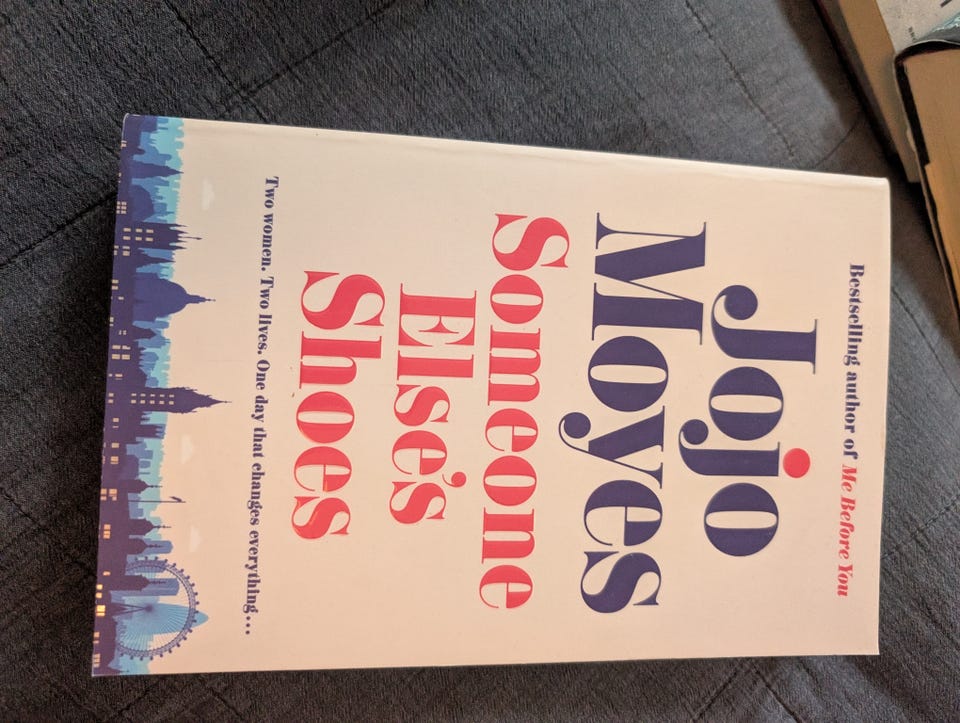 Bestselling author of Me Before You
Jojo
Moyes
Someone
Else's
Shoes
Two women. Two lives. One day that changes everything...